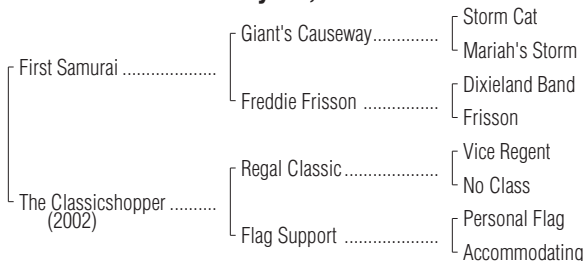 Storm Cat
Giant's Causeway...............
Mariah's Storm
First Samurai .....................
Dixieland Band
Freddie Frisson .................
Frisson
Vice Regent
Regal Classic.....................
No Class
The Classicshopper ..........
(2002)
Personal Flag
Flag Support .....................
Accommodating